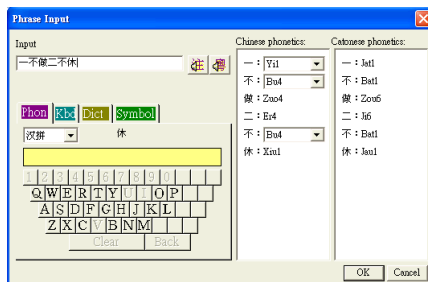 Phrase Input
Input
一不做二不休
Chinese phonetics:
一：Yi1
不：Bu4
做：Zuo4
二：Er4
不：Bu4
休：Xiu1
Catonese phonetics:
一：Jat1
不：Bat1
做：Zou6
二：Ji6
不：Bat1
休：Jau1
Phon Kbd Dict Symbol
汉拼 休
1 2 3 4 5 6 7 8 9 0
Q W E R T Y U I O P
A S D F G H J K L
Z X C V B N M
Clear Back
OK Cancel